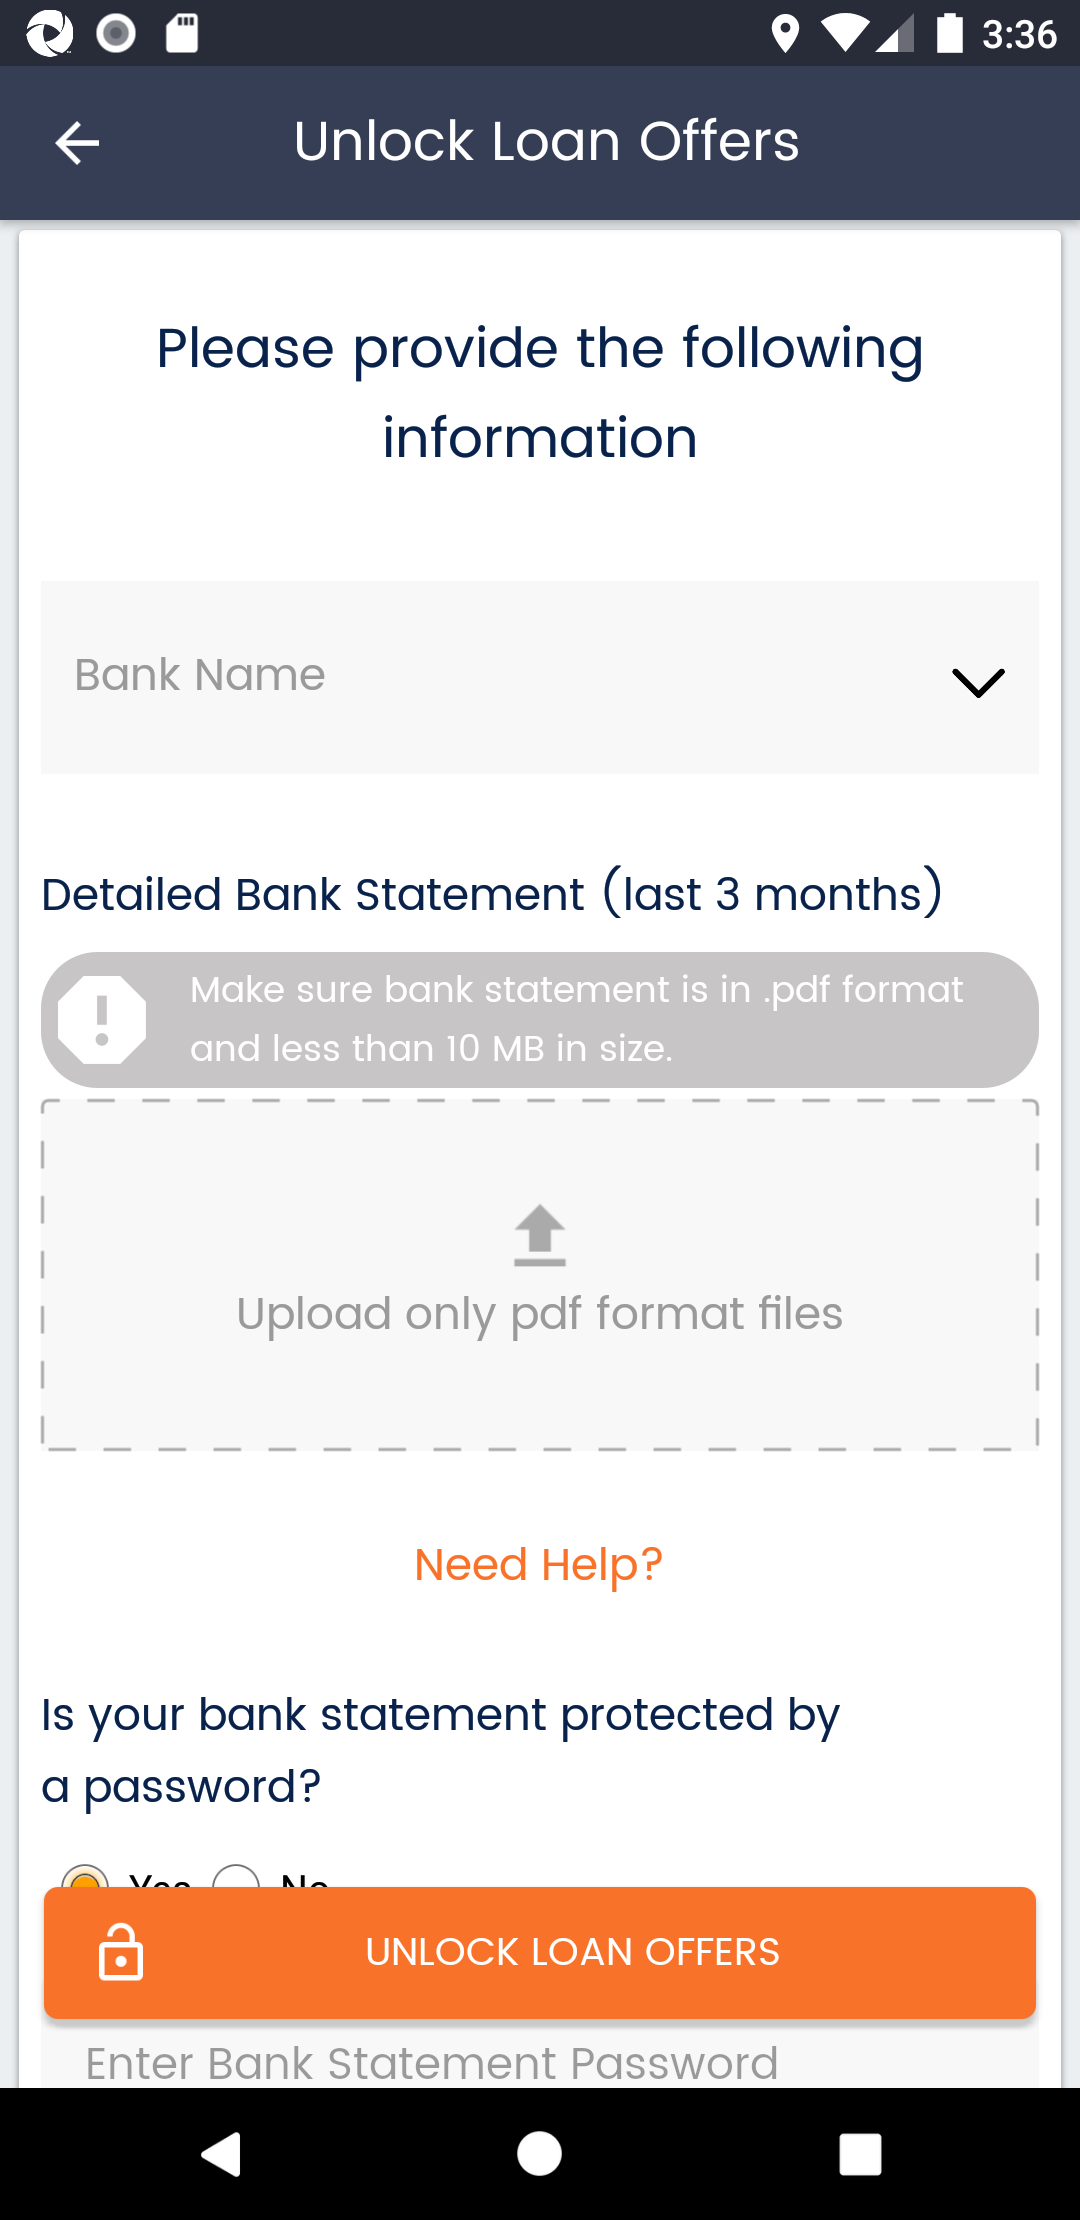 3:36
Unlock Loan Offers
Please provide the following
information
Bank Name
Detailed Bank Statement (last 3 months)
Make sure bank statement is in .pdf format
and less than 10 MB in size.
Upload only pdf format files
Need Help?
Is your bank statement protected by
a password?
Yes No
UNLOCK LOAN OFFERS
Enter Bank Statement Password